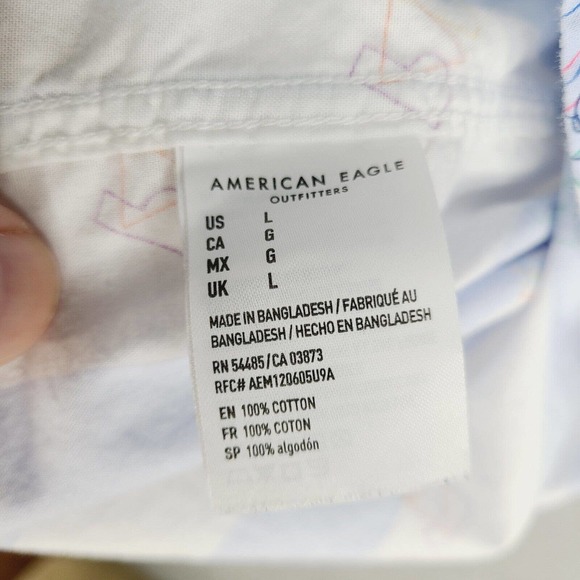 AMERICAN EAGLE
OUTFITTERS
US L
CA G
MX G
UK L
MADE IN BANGLADESH / FABRIQUÉ AU
BANGLADESH / HECHO EN BANGLADESH
RN 54485/CA 03873
RFC# AEM120605U9A
EN 100% COTTON
FR 100% COTON
SP 100% algodón